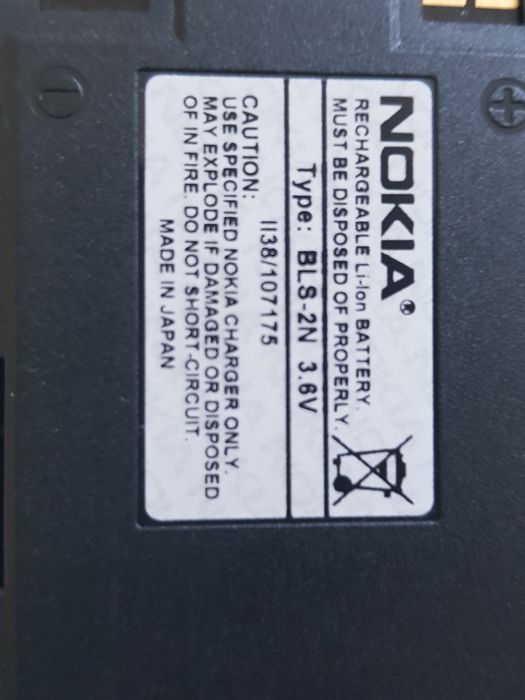 NOKIA®
RECHARGEABLE Li-Ion BATTERY.
MUST BE DISPOSED OF PROPERLY.
Type: BLS-2N 3.6V
II38/107175
CAUTION:
USE SPECIFIED NOKIA CHARGER ONLY.
MAY EXPLODE IF DAMAGED OR DISPOSED
OF IN FIRE. DO NOT SHORT-CIRCUIT.
MADE IN JAPAN